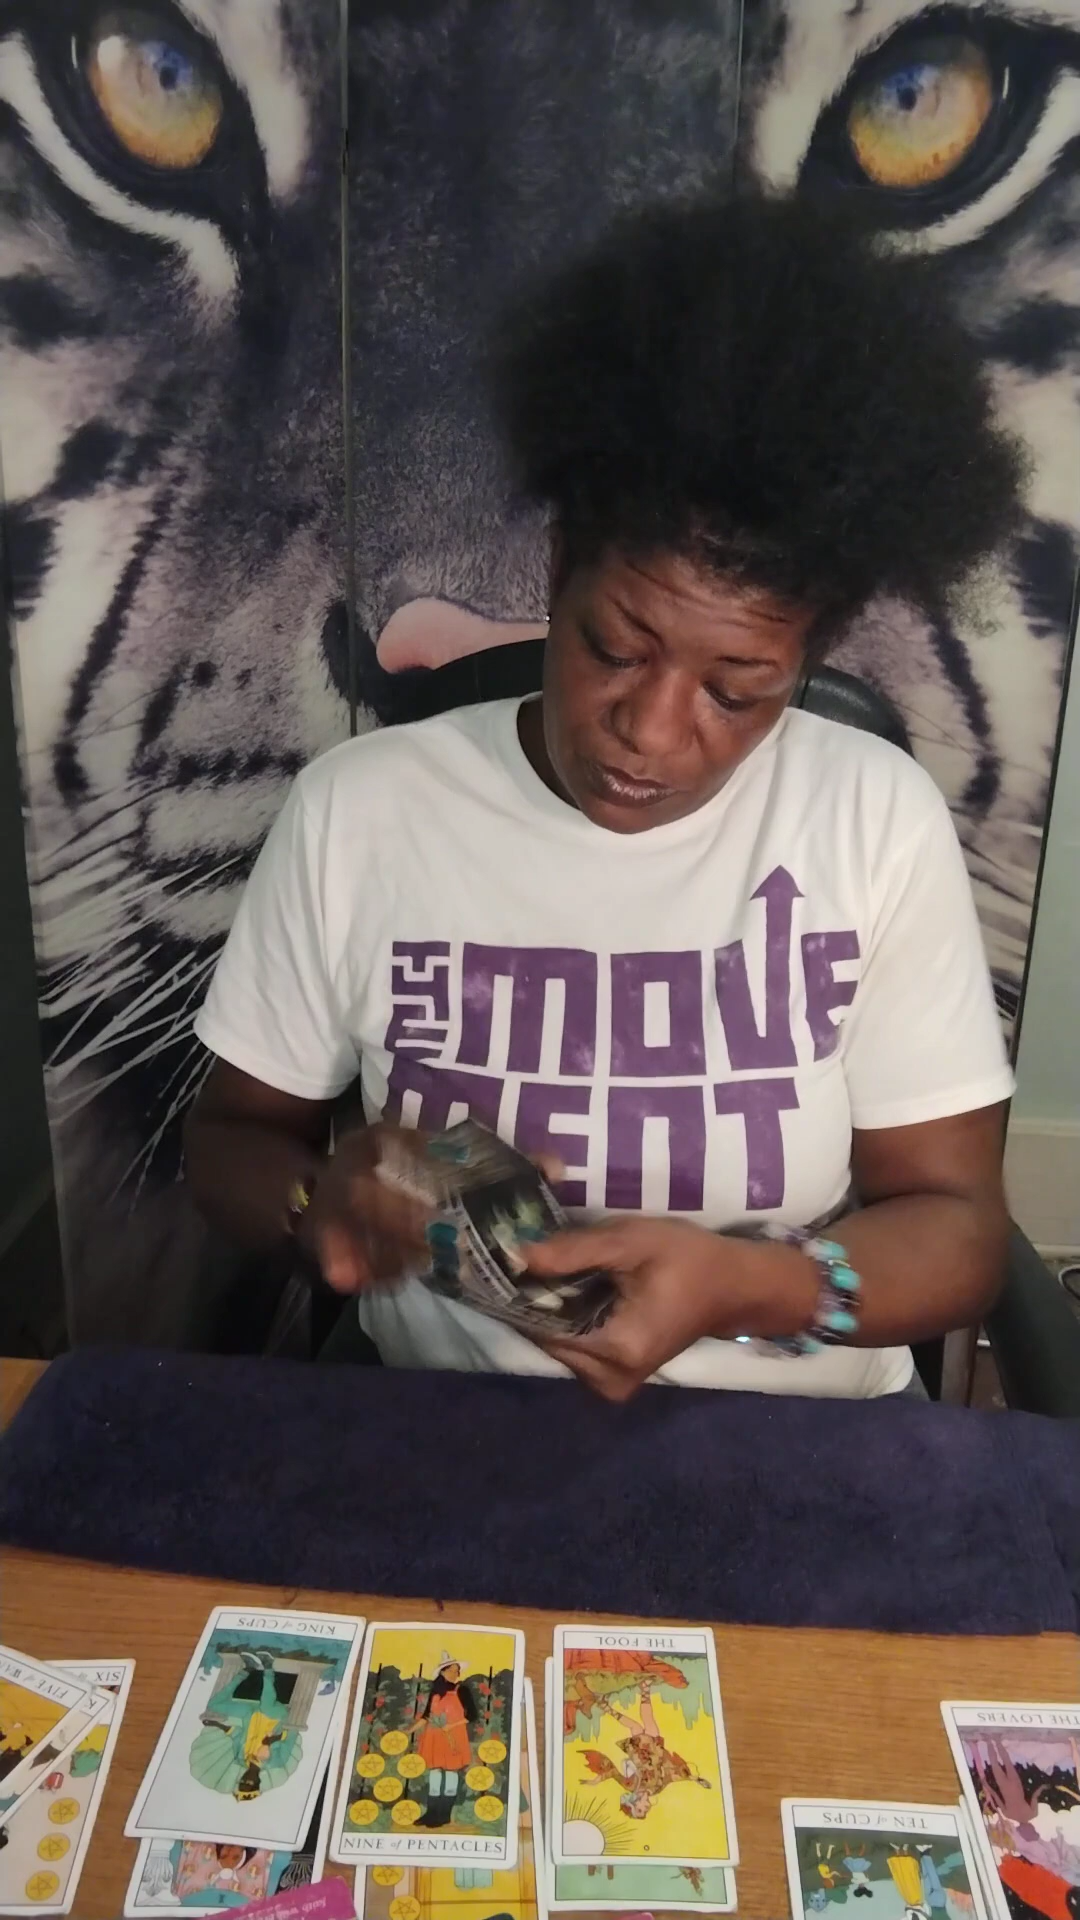 THE MOVE
MENT
KING of CUPS
THE FOOL
SIX of
FIVE of
K
THE LOVERS
NINE of PENTACLES
TEN of CUPS